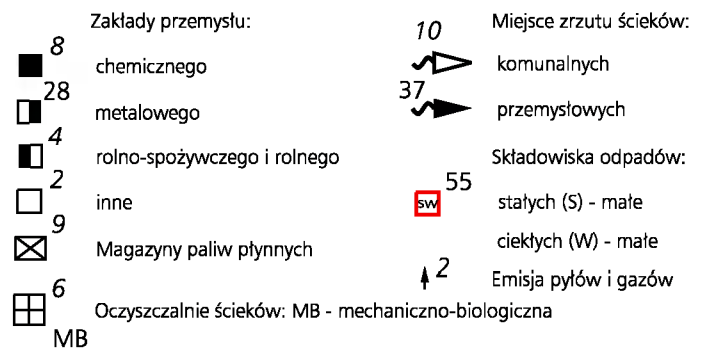 Zakłady przemysłu:
8
chemicznego
28
metalowego
4
rolno-spożywczego i rolnego
2
inne
9
Magazyny paliw płynnych
6
MB
Oczyszczalnie ścieków: MB - mechaniczno-biologiczna
Miejsce zrzutu ścieków:
10
komunalnych
37
przemysłowych
Składowiska odpadów:
sw 55
stałych (S) - małe
ciekłych (W) - małe
2
Emisja pyłów i gazów